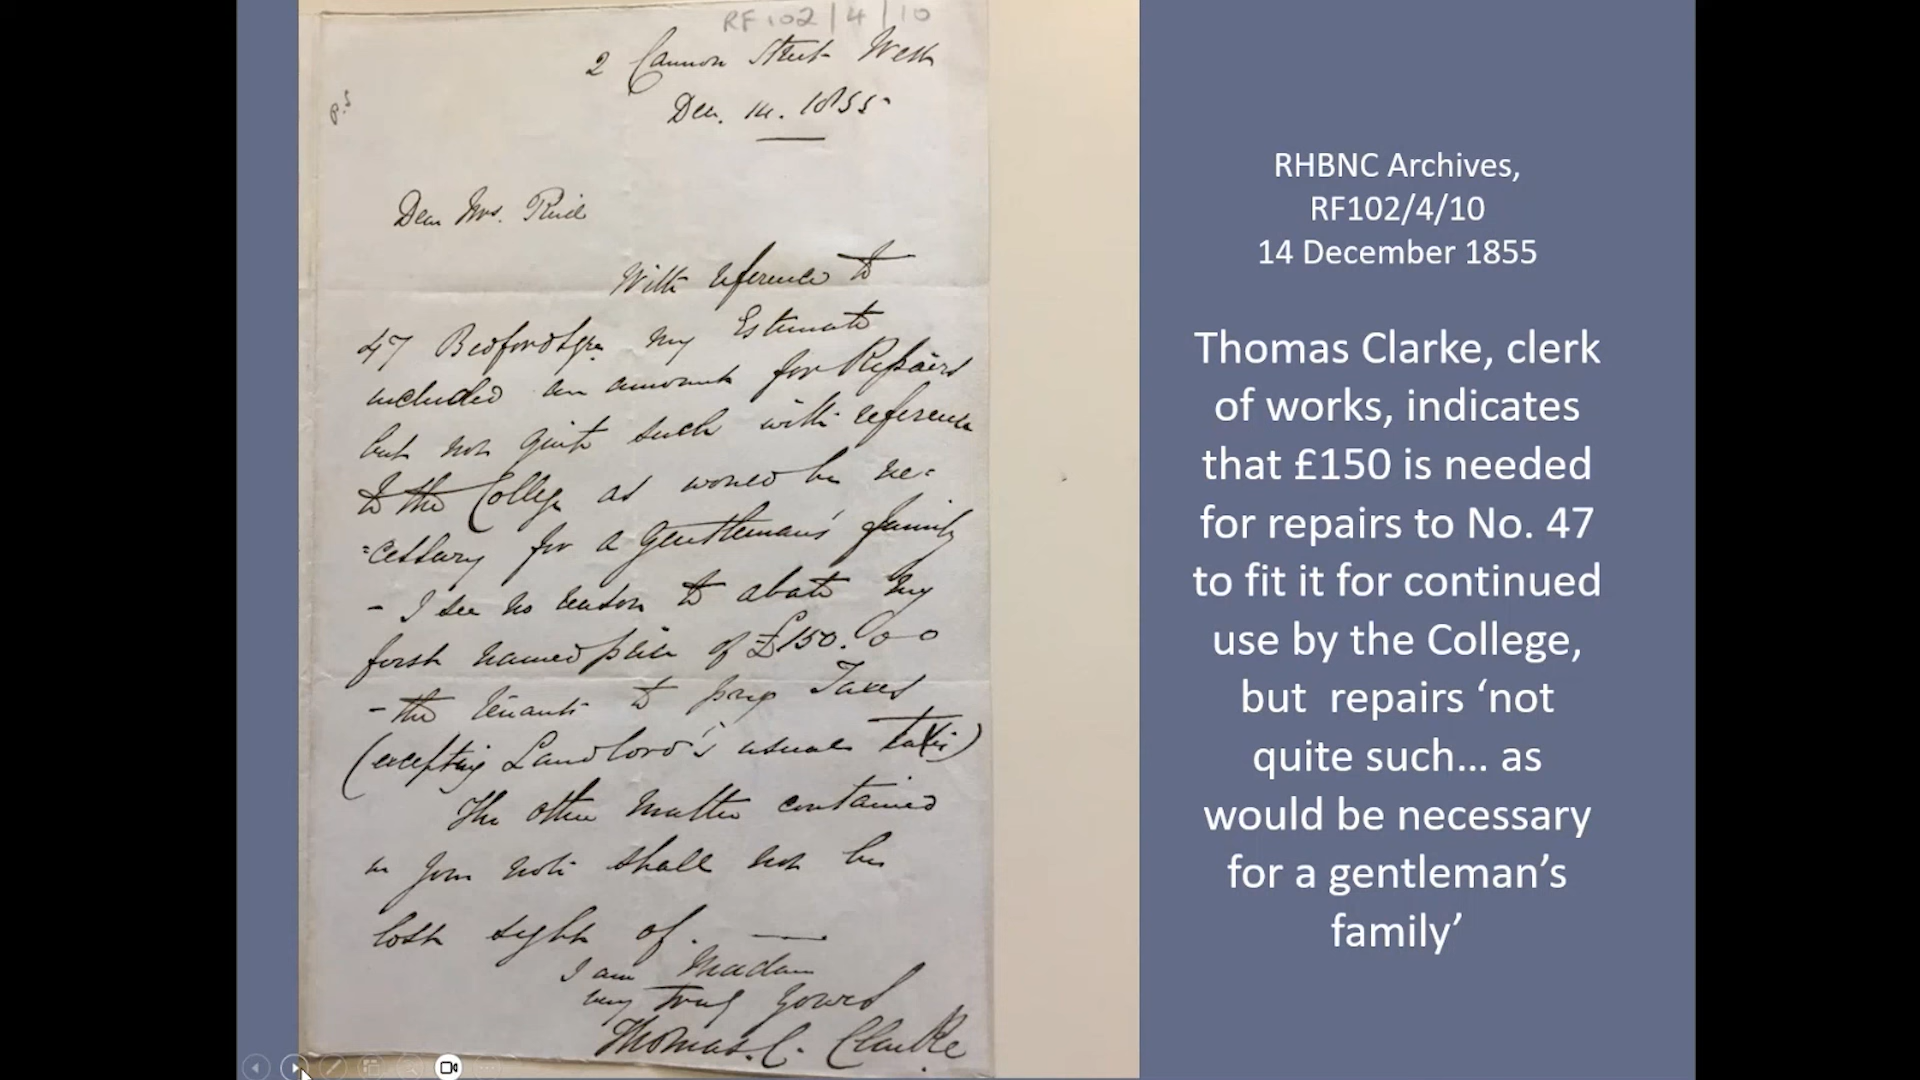 RF102/4/10
2 Cannon Street West
Dec. 14. 1855
P.S
Dear Mrs. Reid
With reference to
47 Bedford Sqre my Estimate
included an amount for Repairs
but not quite such with reference
to the College as would be ne=
=cessary for a Gentleman's family
- I see no reason to abate my
first named price of £150.0 0
- the tenants to pay Taxes
(excepting Landlord's usual taxes)
The other matter contained
in your note shall not be
lost sight of. —
I am Madam
very truly yours
Thomas. C. Clarke
RHBNC Archives,
RF102/4/10
14 December 1855
Thomas Clarke, clerk
of works, indicates
that £150 is needed
for repairs to No. 47
to fit it for continued
use by the College,
but  repairs ‘not
quite such... as
would be necessary
for a gentleman’s
family’